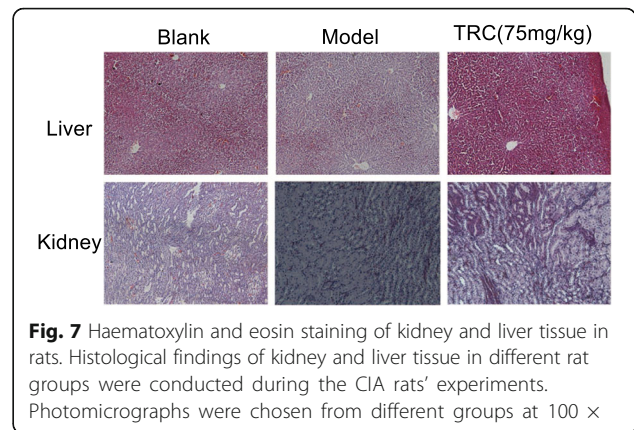 Blank Model TRC(75mg/kg)
Liver
Kidney
Fig. 7 Haematoxylin and eosin staining of kidney and liver tissue in
rats. Histological findings of kidney and liver tissue in different rat
groups were conducted during the CIA rats’ experiments.
Photomicrographs were chosen from different groups at 100 ×